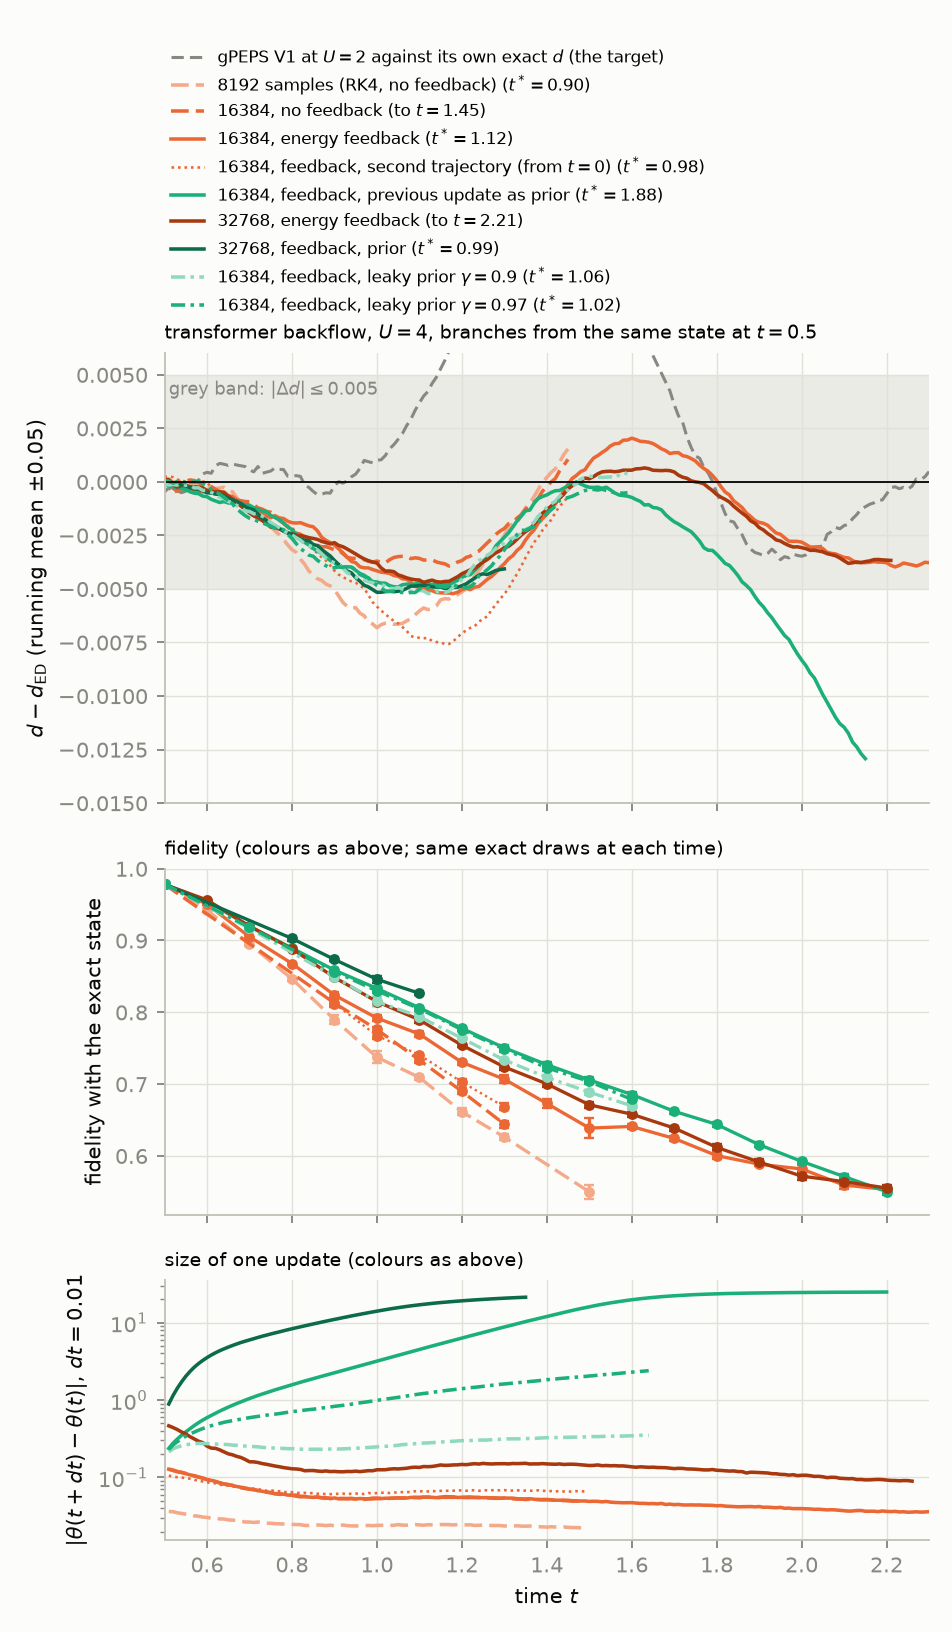 gPEPS V1 at U = 2 against its own exact d (the target)
8192 samples (RK4, no feedback) (t* = 0.90)
16384, no feedback (to t = 1.45)
16384, energy feedback (t* = 1.12)
16384, feedback, second trajectory (from t = 0) (t* = 0.98)
16384, feedback, previous update as prior (t* = 1.88)
32768, energy feedback (to t = 2.21)
32768, feedback, prior (t* = 0.99)
16384, feedback, leaky prior γ = 0.9 (t* = 1.06)
16384, feedback, leaky prior γ = 0.97 (t* = 1.02)
transformer backflow, U = 4, branches from the same state at t = 0.5
grey band: |Δd| ≤ 0.005
0.0050
0.0025
0.0000
−0.0025
−0.0050
−0.0075
−0.0100
−0.0125
−0.0150
d − d_ED (running mean ±0.05)
fidelity (colours as above; same exact draws at each time)
1.0
0.9
0.8
0.7
0.6
fidelity with the exact state
size of one update (colours as above)
10¹
10⁰
10⁻¹
|θ(t + dt) − θ(t)|, dt = 0.01
0.6 0.8 1.0 1.2 1.4 1.6 1.8 2.0 2.2
time t